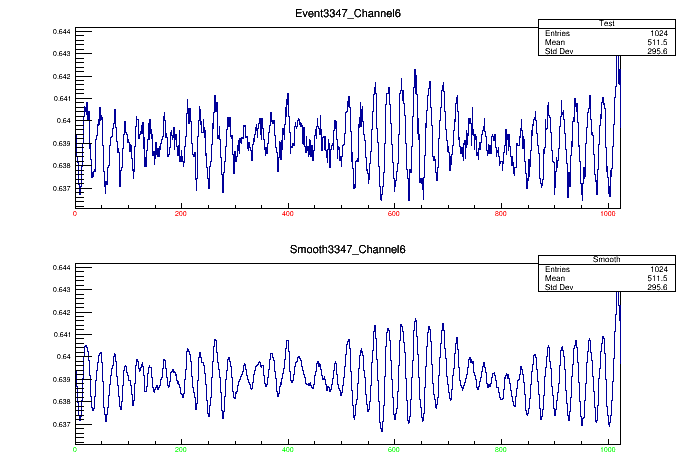 Event3347_Channel6
Test
Entries 1024
Mean 511.5
Std Dev 295.6
0.644
0.643
0.642
0.641
0.64
0.639
0.638
0.637
0 200 400 600 800 1000
Smooth3347_Channel6
Smooth
Entries 1024
Mean 511.5
Std Dev 295.6
0.644
0.643
0.642
0.641
0.64
0.639
0.638
0.637
0 200 400 600 800 1000